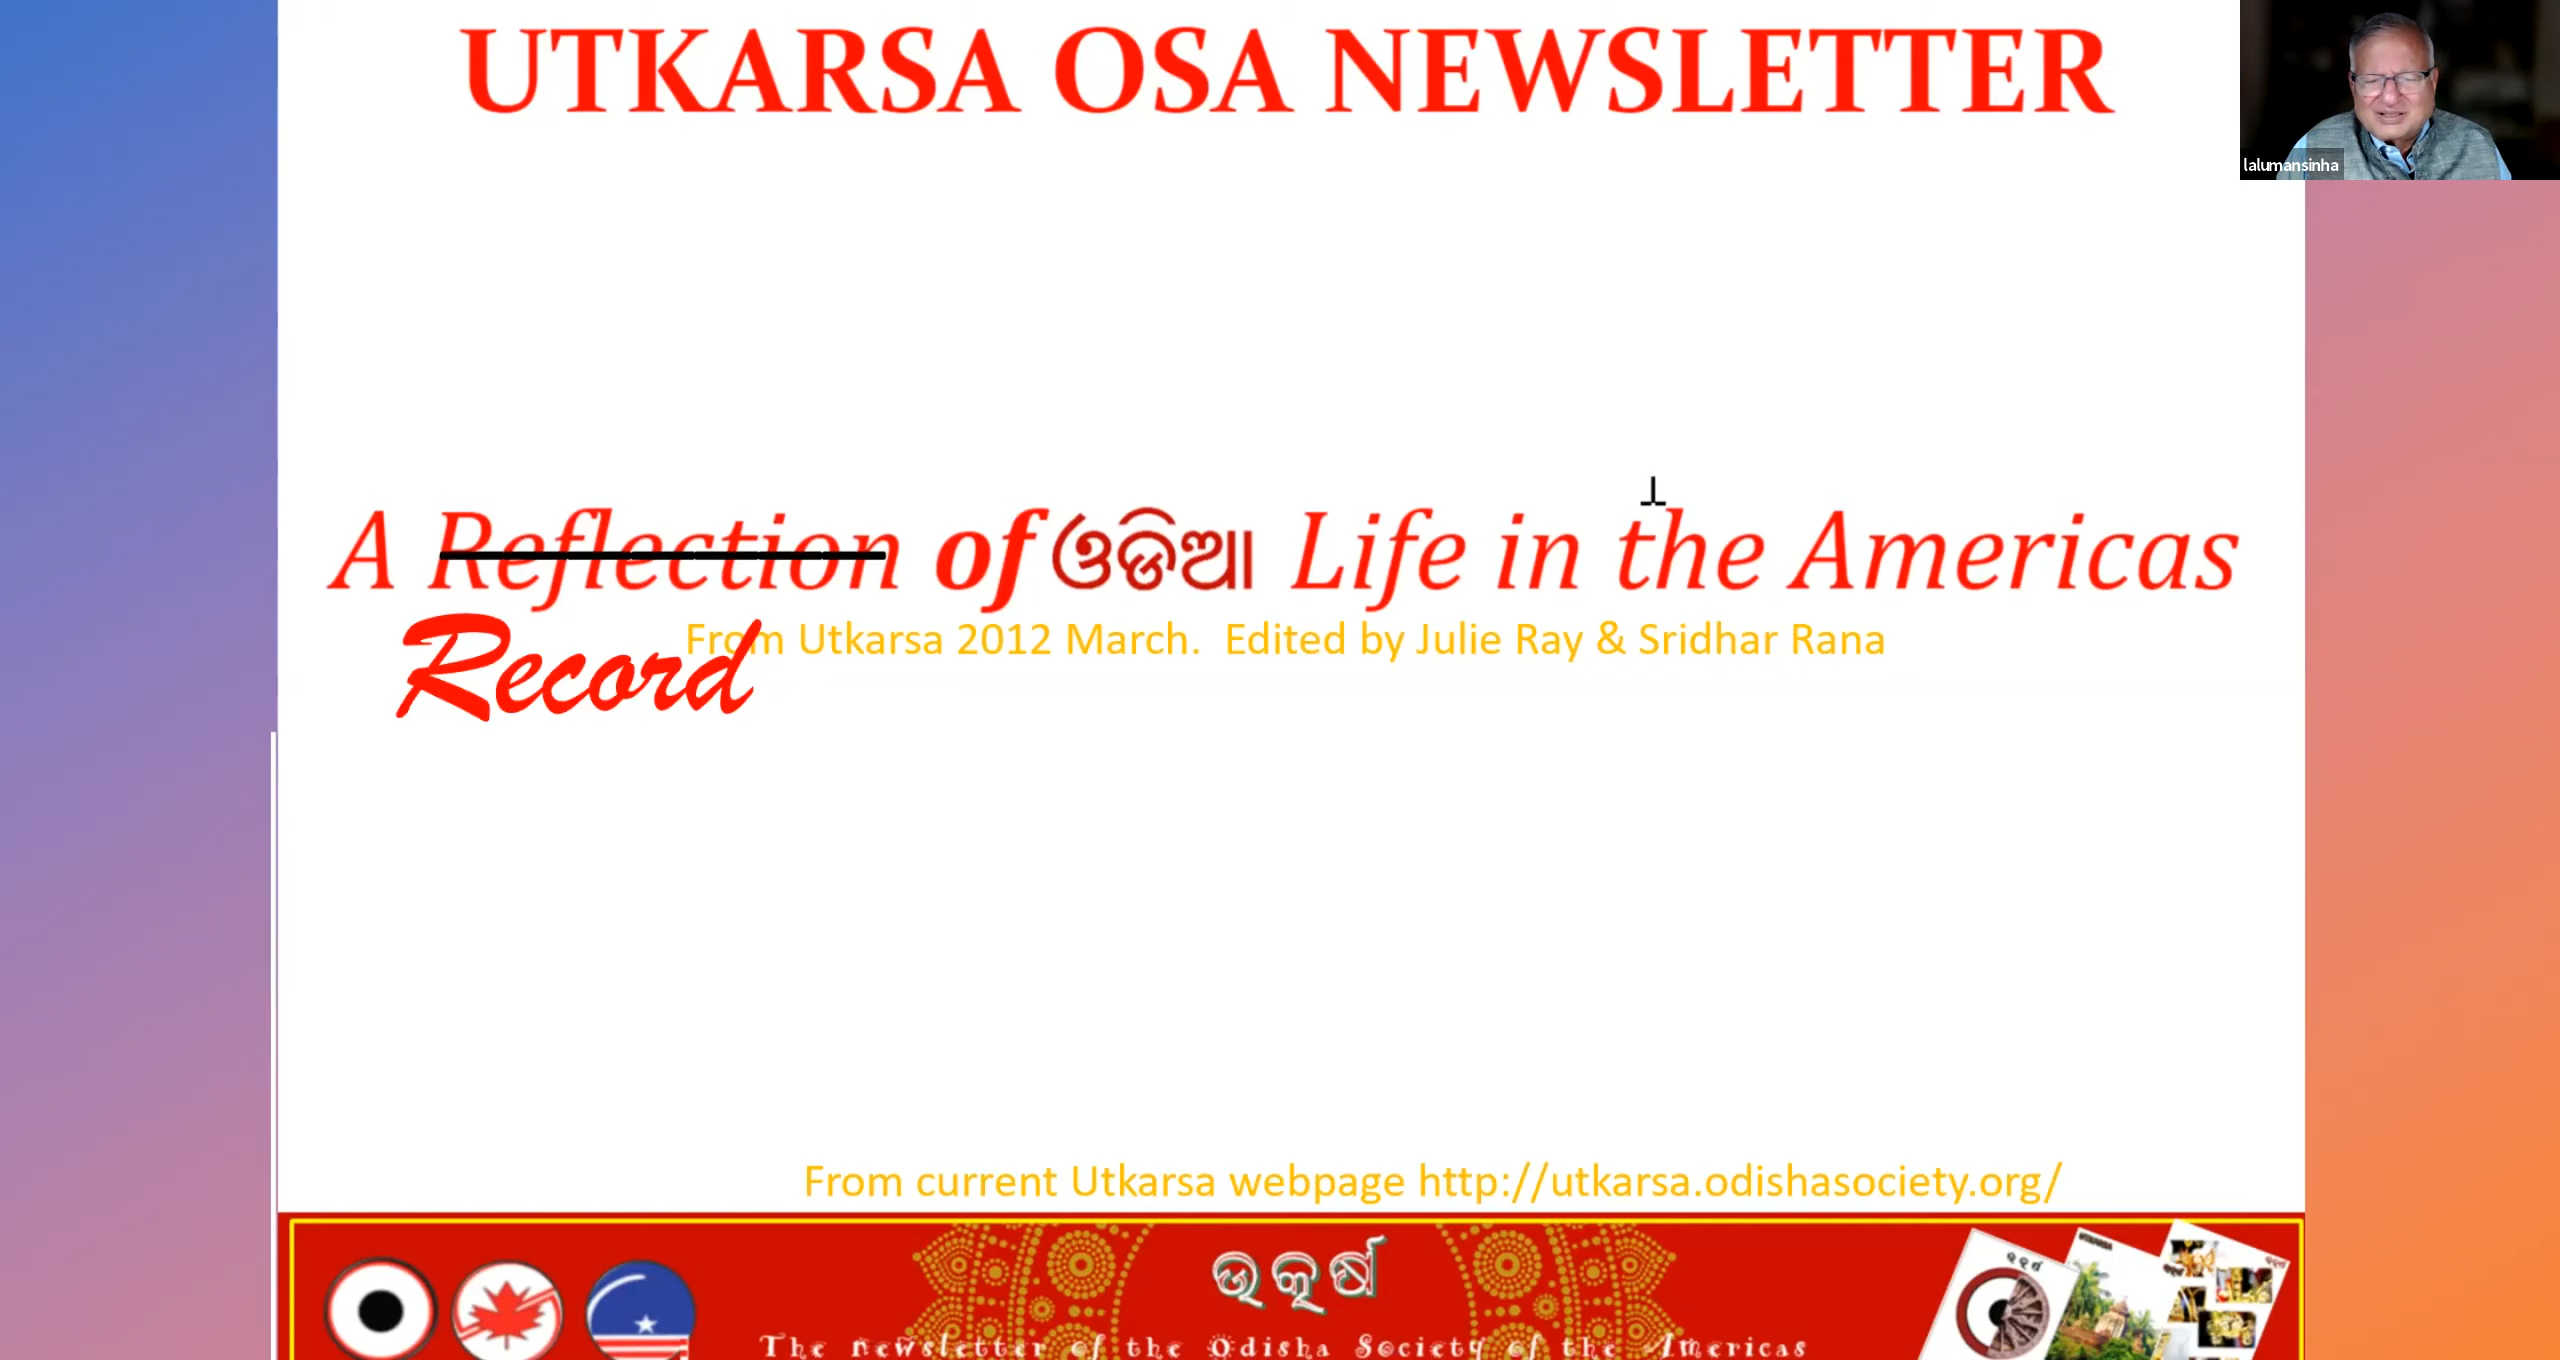 UTKARSA OSA NEWSLETTER
lalumansinha
A Reflection of ଓଡିଆ Life in the Americas
Record
From Utkarsa 2012 March. Edited by Julie Ray & Sridhar Rana
From current Utkarsa webpage http://utkarsa.odishasociety.org/
ଉତ୍କର୍ଷ
The newsletter of the Odisha Society of the Americas